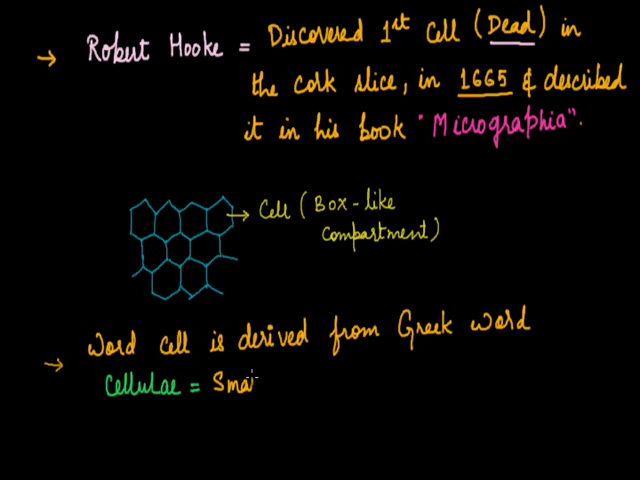 → Robert Hooke = Discovered 1st Cell (Dead) in
the cork slice, in 1665 & described
it in his book "Micrographia".
→ Cell (Box-like
compartment)
→ Word cell is derived from Greek word
Cellulae = Sma